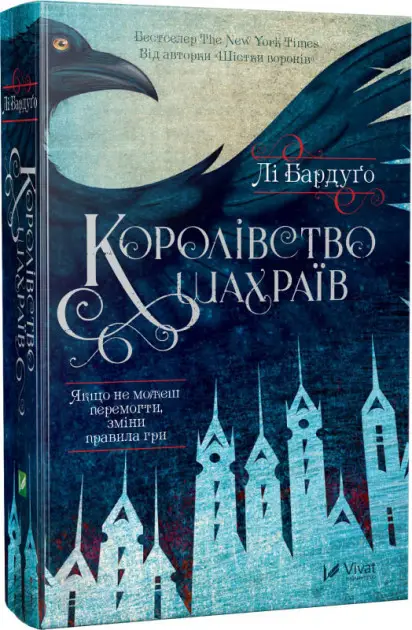 Бестселер The New York Times
Від авторки «Шістки воронів»
Лі Бардуґо
Королівство
шахраїв
Якщо не можеш
перемогти,
зміни
правила гри
Vivat
Лі Бардуґо
Королівство
шахраїв